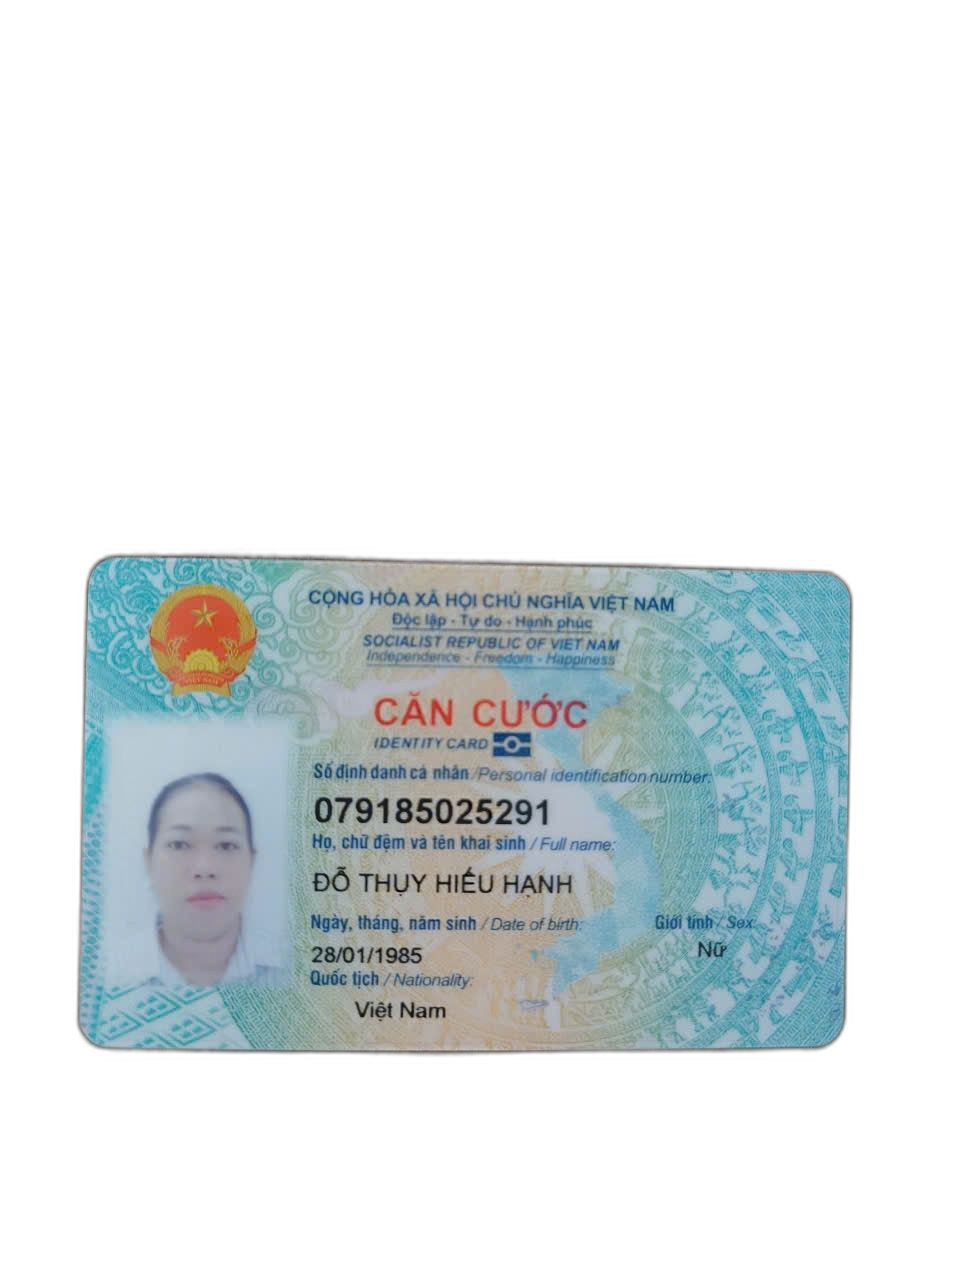 CỘNG HÒA XÃ HỘI CHỦ NGHĨA VIỆT NAM
Độc lập - Tự do - Hạnh phúc
SOCIALIST REPUBLIC OF VIET NAM
Independence - Freedom - Happiness
VIỆT NAM
CĂN CƯỚC
IDENTITY CARD
Số định danh cá nhân / Personal identification number:
079185025291
Họ, chữ đệm và tên khai sinh / Full name:
ĐỖ THỤY HIẾU HẠNH
Ngày, tháng, năm sinh / Date of birth: Giới tính / Sex:
28/01/1985 Nữ
Quốc tịch / Nationality:
Việt Nam